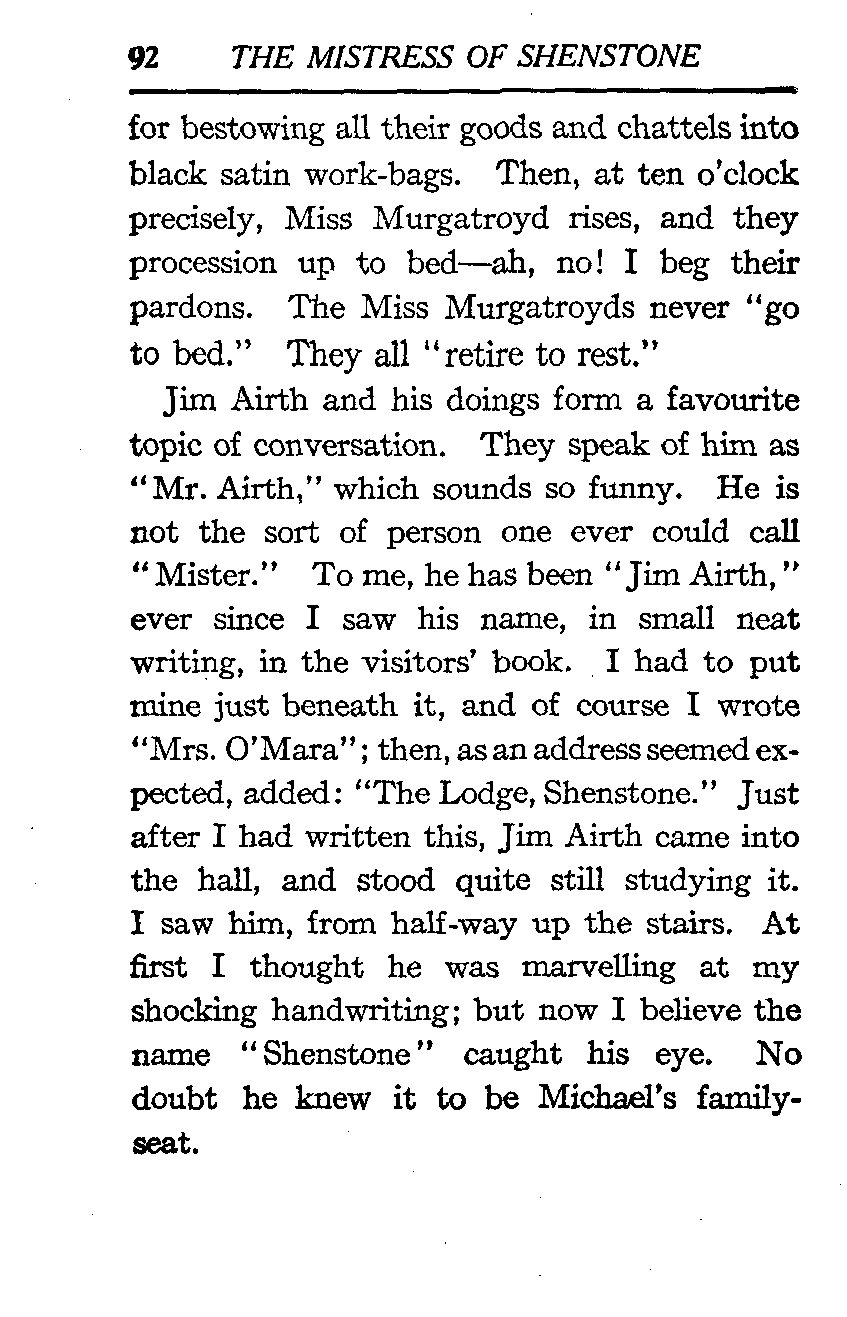 92 THE MISTRESS OF SHENSTONE
for bestowing all their goods and chattels into
black satin work-bags. Then, at ten o'clock
precisely, Miss Murgatroyd rises, and they
procession up to bed—ah, no! I beg their
pardons. The Miss Murgatroyds never "go
to bed." They all "retire to rest."
Jim Airth and his doings form a favourite
topic of conversation. They speak of him as
"Mr. Airth," which sounds so funny. He is
not the sort of person one ever could call
"Mister." To me, he has been "Jim Airth,"
ever since I saw his name, in small neat
writing, in the visitors' book. I had to put
mine just beneath it, and of course I wrote
"Mrs. O'Mara"; then, as an address seemed ex-
pected, added: "The Lodge, Shenstone." Just
after I had written this, Jim Airth came into
the hall, and stood quite still studying it.
I saw him, from half-way up the stairs. At
first I thought he was marvelling at my
shocking handwriting; but now I believe the
name "Shenstone" caught his eye. No
doubt he knew it to be Michael's family-
seat.